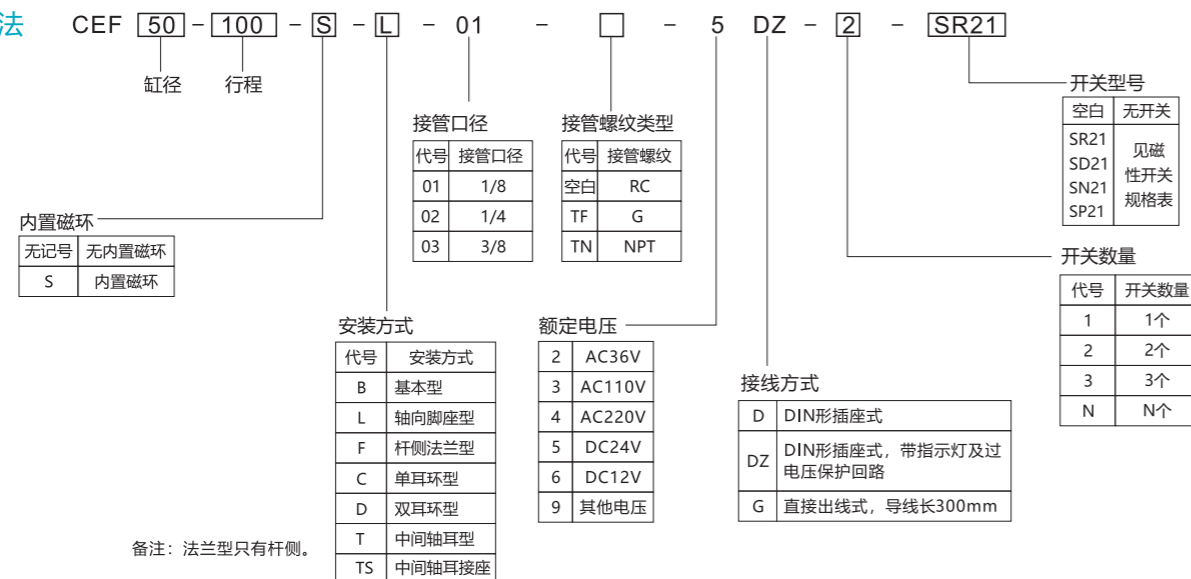 法
CEF 50 - 100 - S - L - 01 - □ - 5 DZ - 2 - SR21
缸径
行程
接管口径
代号 接管口径
01 1/8
02 1/4
03 3/8
接管螺纹类型
代号 接管螺纹
空白 RC
TF G
TN NPT
开关型号
空白 无开关
SR21
SD21
SN21
SP21
见磁
性开关
规格表
内置磁环
无记号 无内置磁环
S 内置磁环
开关数量
代号 开关数量
1 1个
2 2个
3 3个
N N个
安装方式
代号 安装方式
B 基本型
L 轴向脚座型
F 杆侧法兰型
C 单耳环型
D 双耳环型
T 中间轴耳型
TS 中间轴耳接座
额定电压
2 AC36V
3 AC110V
4 AC220V
5 DC24V
6 DC12V
9 其他电压
接线方式
D DIN形插座式
DZ DIN形插座式，带指示灯及过
电压保护回路
G 直接出线式，导线长300mm
备注：法兰型只有杆侧。